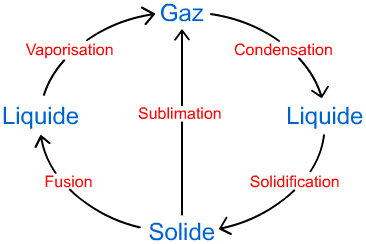 Gaz
Vaporisation
Condensation
Liquide
Sublimation
Liquide
Fusion
Solidification
Solide